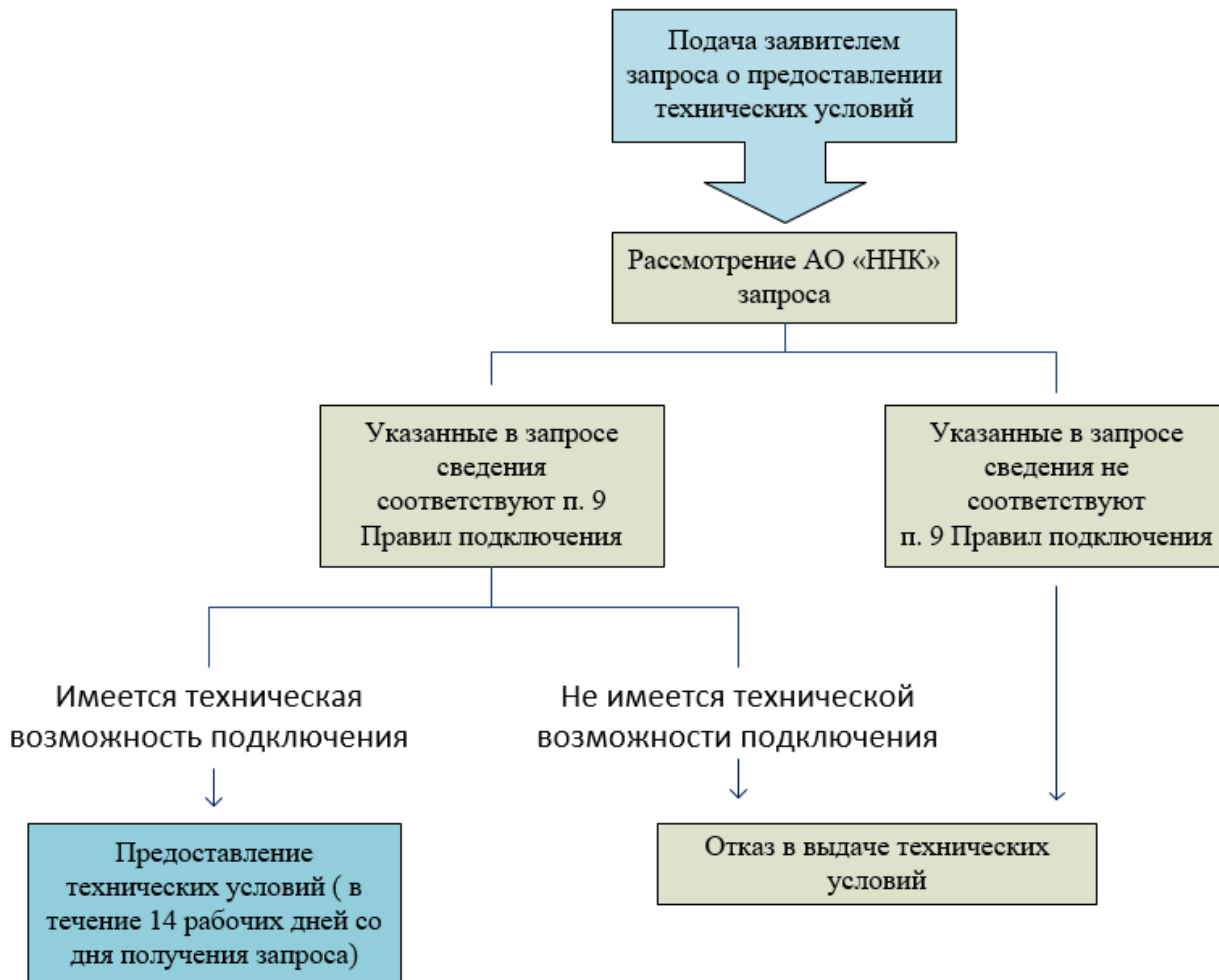 Подача заявителем
запроса о предоставлении
технических условий
Рассмотрение АО «ННК»
запроса
Указанные в запросе
сведения
соответствуют п. 9
Правил подключения
Указанные в запросе
сведения не
соответствуют
п. 9 Правил подключения
Имеется техническая
возможность подключения
Не имеется технической
возможности подключения
Предоставление
технических условий ( в
течение 14 рабочих дней со
дня получения запроса)
Отказ в выдаче технических
условий